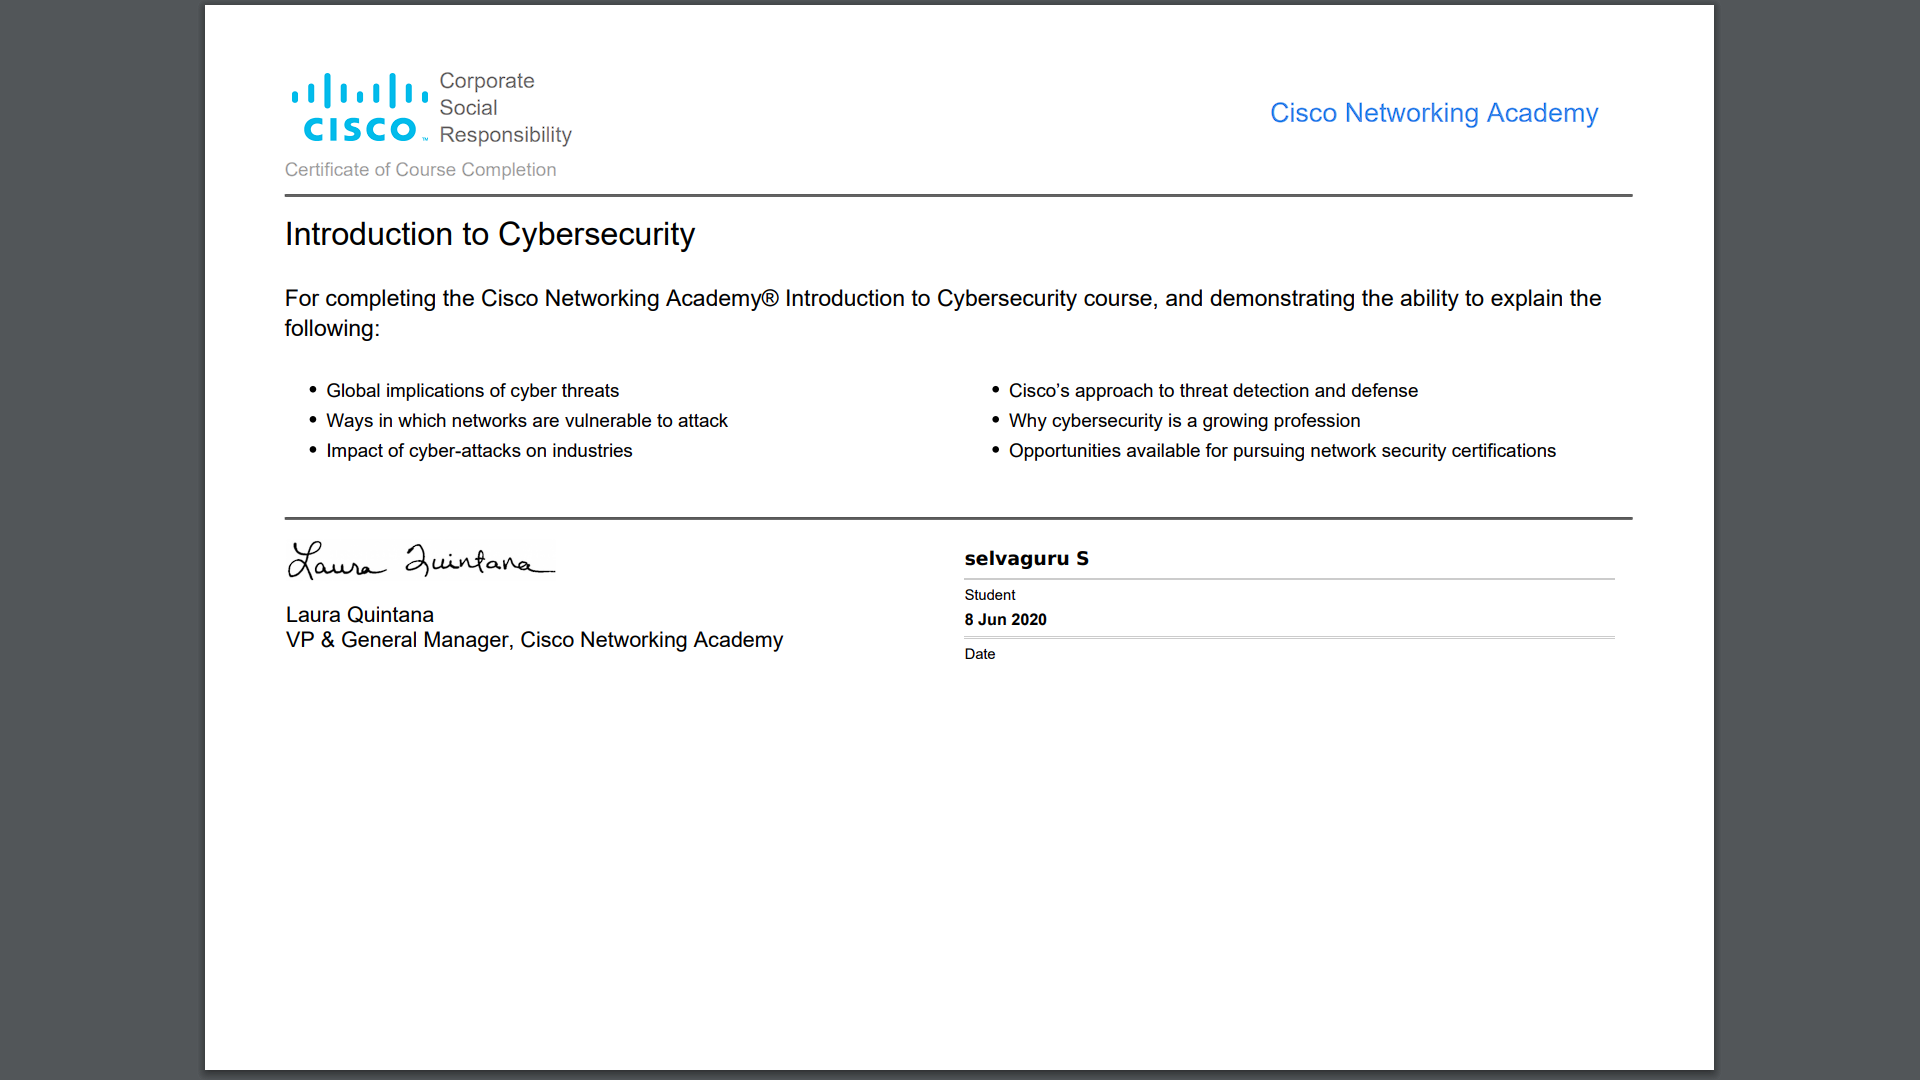 Corporate
Social
Responsibility
CISCO™
Cisco Networking Academy
Certificate of Course Completion
Introduction to Cybersecurity
For completing the Cisco Networking Academy® Introduction to Cybersecurity course, and demonstrating the ability to explain the
following:
• Global implications of cyber threats
• Ways in which networks are vulnerable to attack
• Impact of cyber-attacks on industries
• Cisco’s approach to threat detection and defense
• Why cybersecurity is a growing profession
• Opportunities available for pursuing network security certifications
Laura Quintana
Laura Quintana
VP & General Manager, Cisco Networking Academy
selvaguru S
Student
8 Jun 2020
Date